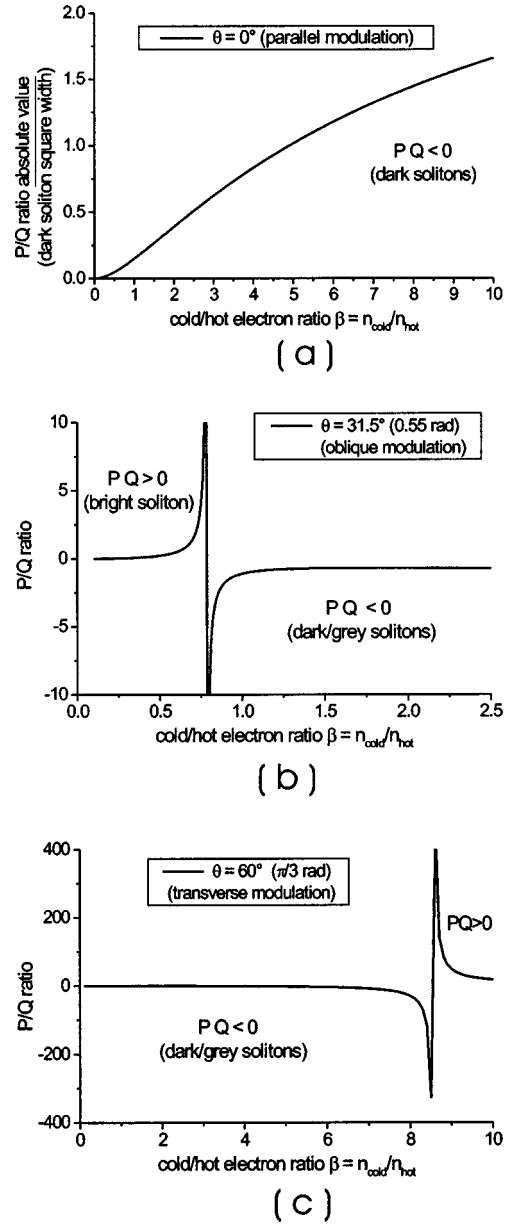 θ = 0° (parallel modulation)
P/Q ratio absolute value
(dark soliton square width)
2.0
1.5
1.0
0.5
0.0
P Q < 0
(dark solitons)
0 1 2 3 4 5 6 7 8 9 10
cold/hot electron ratio β = n_cold/n_hot
(a)
θ = 31.5° (0.55 rad)
(oblique modulation)
P/Q ratio
10
5
0
-5
-10
P Q > 0
(bright soliton)
P Q < 0
(dark/grey solitons)
0.0 0.5 1.0 1.5 2.0 2.5
cold/hot electron ratio β = n_cold/n_hot
(b)
θ = 60° (π/3 rad)
(transverse modulation)
P/Q ratio
400
200
0
-200
-400
PQ>0
P Q < 0
(dark/grey solitons)
0 2 4 6 8 10
cold/hot electron ratio β = n_cold/n_hot
(c)